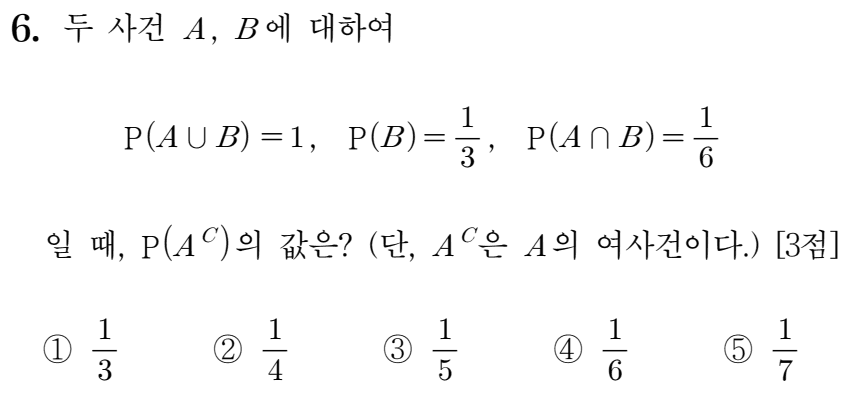 6. 두 사건 A, B에 대하여
P(A∪B)=1, P(B)=1/3, P(A∩B)=1/6
일 때, P(A^C)의 값은? (단, A^C은 A의 여사건이다.) [3점]
① 1/3 ② 1/4 ③ 1/5 ④ 1/6 ⑤ 1/7